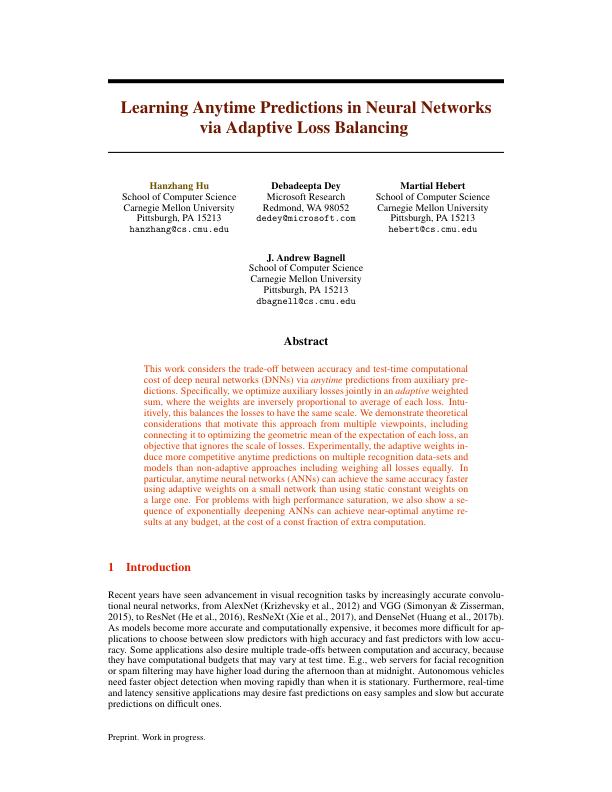 Learning Anytime Predictions in Neural Networks
via Adaptive Loss Balancing
Hanzhang Hu
School of Computer Science
Carnegie Mellon University
Pittsburgh, PA 15213
hanzhang@cs.cmu.edu
Debadeepta Dey
Microsoft Research
Redmond, WA 98052
dedey@microsoft.com
Martial Hebert
School of Computer Science
Carnegie Mellon University
Pittsburgh, PA 15213
hebert@cs.cmu.edu
J. Andrew Bagnell
School of Computer Science
Carnegie Mellon University
Pittsburgh, PA 15213
dbagnell@cs.cmu.edu
Abstract
This work considers the trade-off between accuracy and test-time computational
cost of deep neural networks (DNNs) via anytime predictions from auxiliary pre-
dictions. Specifically, we optimize auxiliary losses jointly in an adaptive weighted
sum, where the weights are inversely proportional to average of each loss. Intu-
itively, this balances the losses to have the same scale. We demonstrate theoretical
considerations that motivate this approach from multiple viewpoints, including
connecting it to optimizing the geometric mean of the expectation of each loss, an
objective that ignores the scale of losses. Experimentally, the adaptive weights in-
duce more competitive anytime predictions on multiple recognition data-sets and
models than non-adaptive approaches including weighing all losses equally. In
particular, anytime neural networks (ANNs) can achieve the same accuracy faster
using adaptive weights on a small network than using static constant weights on
a large one. For problems with high performance saturation, we also show a se-
quence of exponentially deepening ANNs can achieve near-optimal anytime re-
sults at any budget, at the cost of a const fraction of extra computation.
1 Introduction
Recent years have seen advancement in visual recognition tasks by increasingly accurate convolu-
tional neural networks, from AlexNet (Krizhevsky et al., 2012) and VGG (Simonyan & Zisserman,
2015), to ResNet (He et al., 2016), ResNeXt (Xie et al., 2017), and DenseNet (Huang et al., 2017b).
As models become more accurate and computationally expensive, it becomes more difficult for ap-
plications to choose between slow predictors with high accuracy and fast predictors with low accu-
racy. Some applications also desire multiple trade-offs between computation and accuracy, because
they have computational budgets that may vary at test time. E.g., web servers for facial recognition
or spam filtering may have higher load during the afternoon than at midnight. Autonomous vehicles
need faster object detection when moving rapidly than when it is stationary. Furthermore, real-time
and latency sensitive applications may desire fast predictions on easy samples and slow but accurate
predictions on difficult ones.
Preprint. Work in progress.